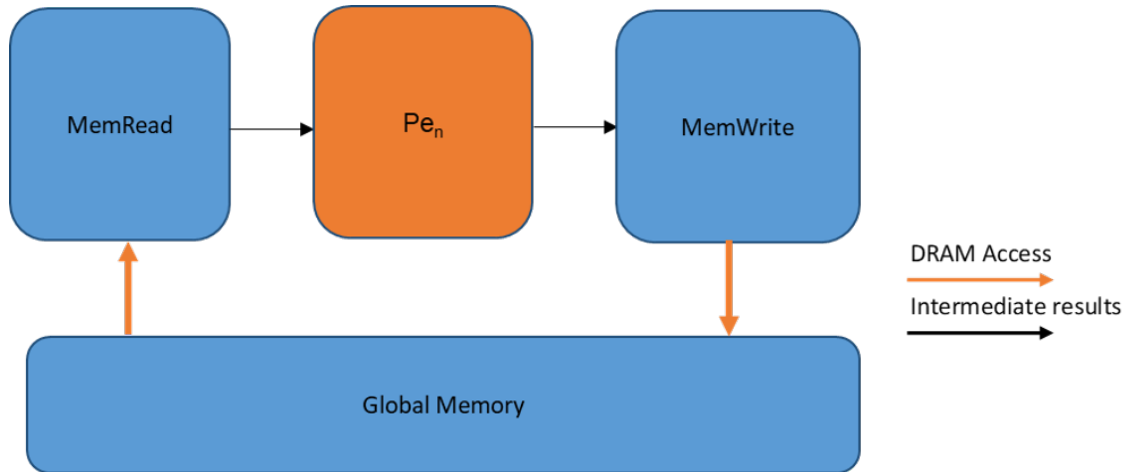 MemRead
Pen
MemWrite
DRAM Access
Intermediate results
Global Memory